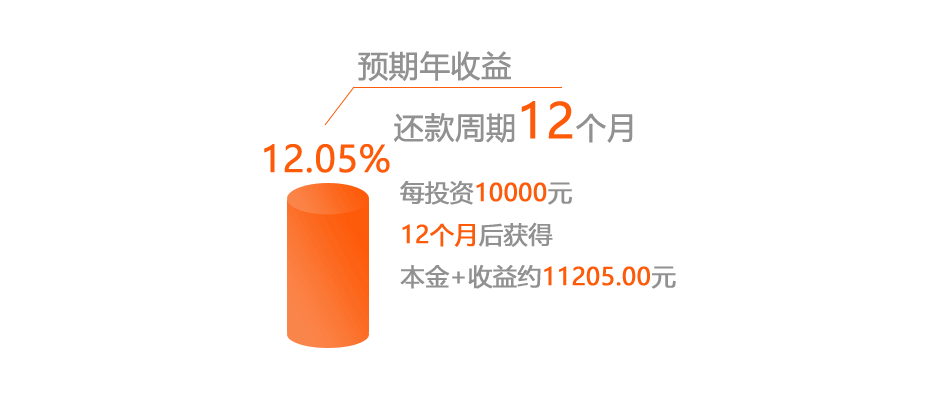 预期年收益
还款周期12个月
12.05%
每投资10000元
12个月后获得
本金+收益约11205.00元